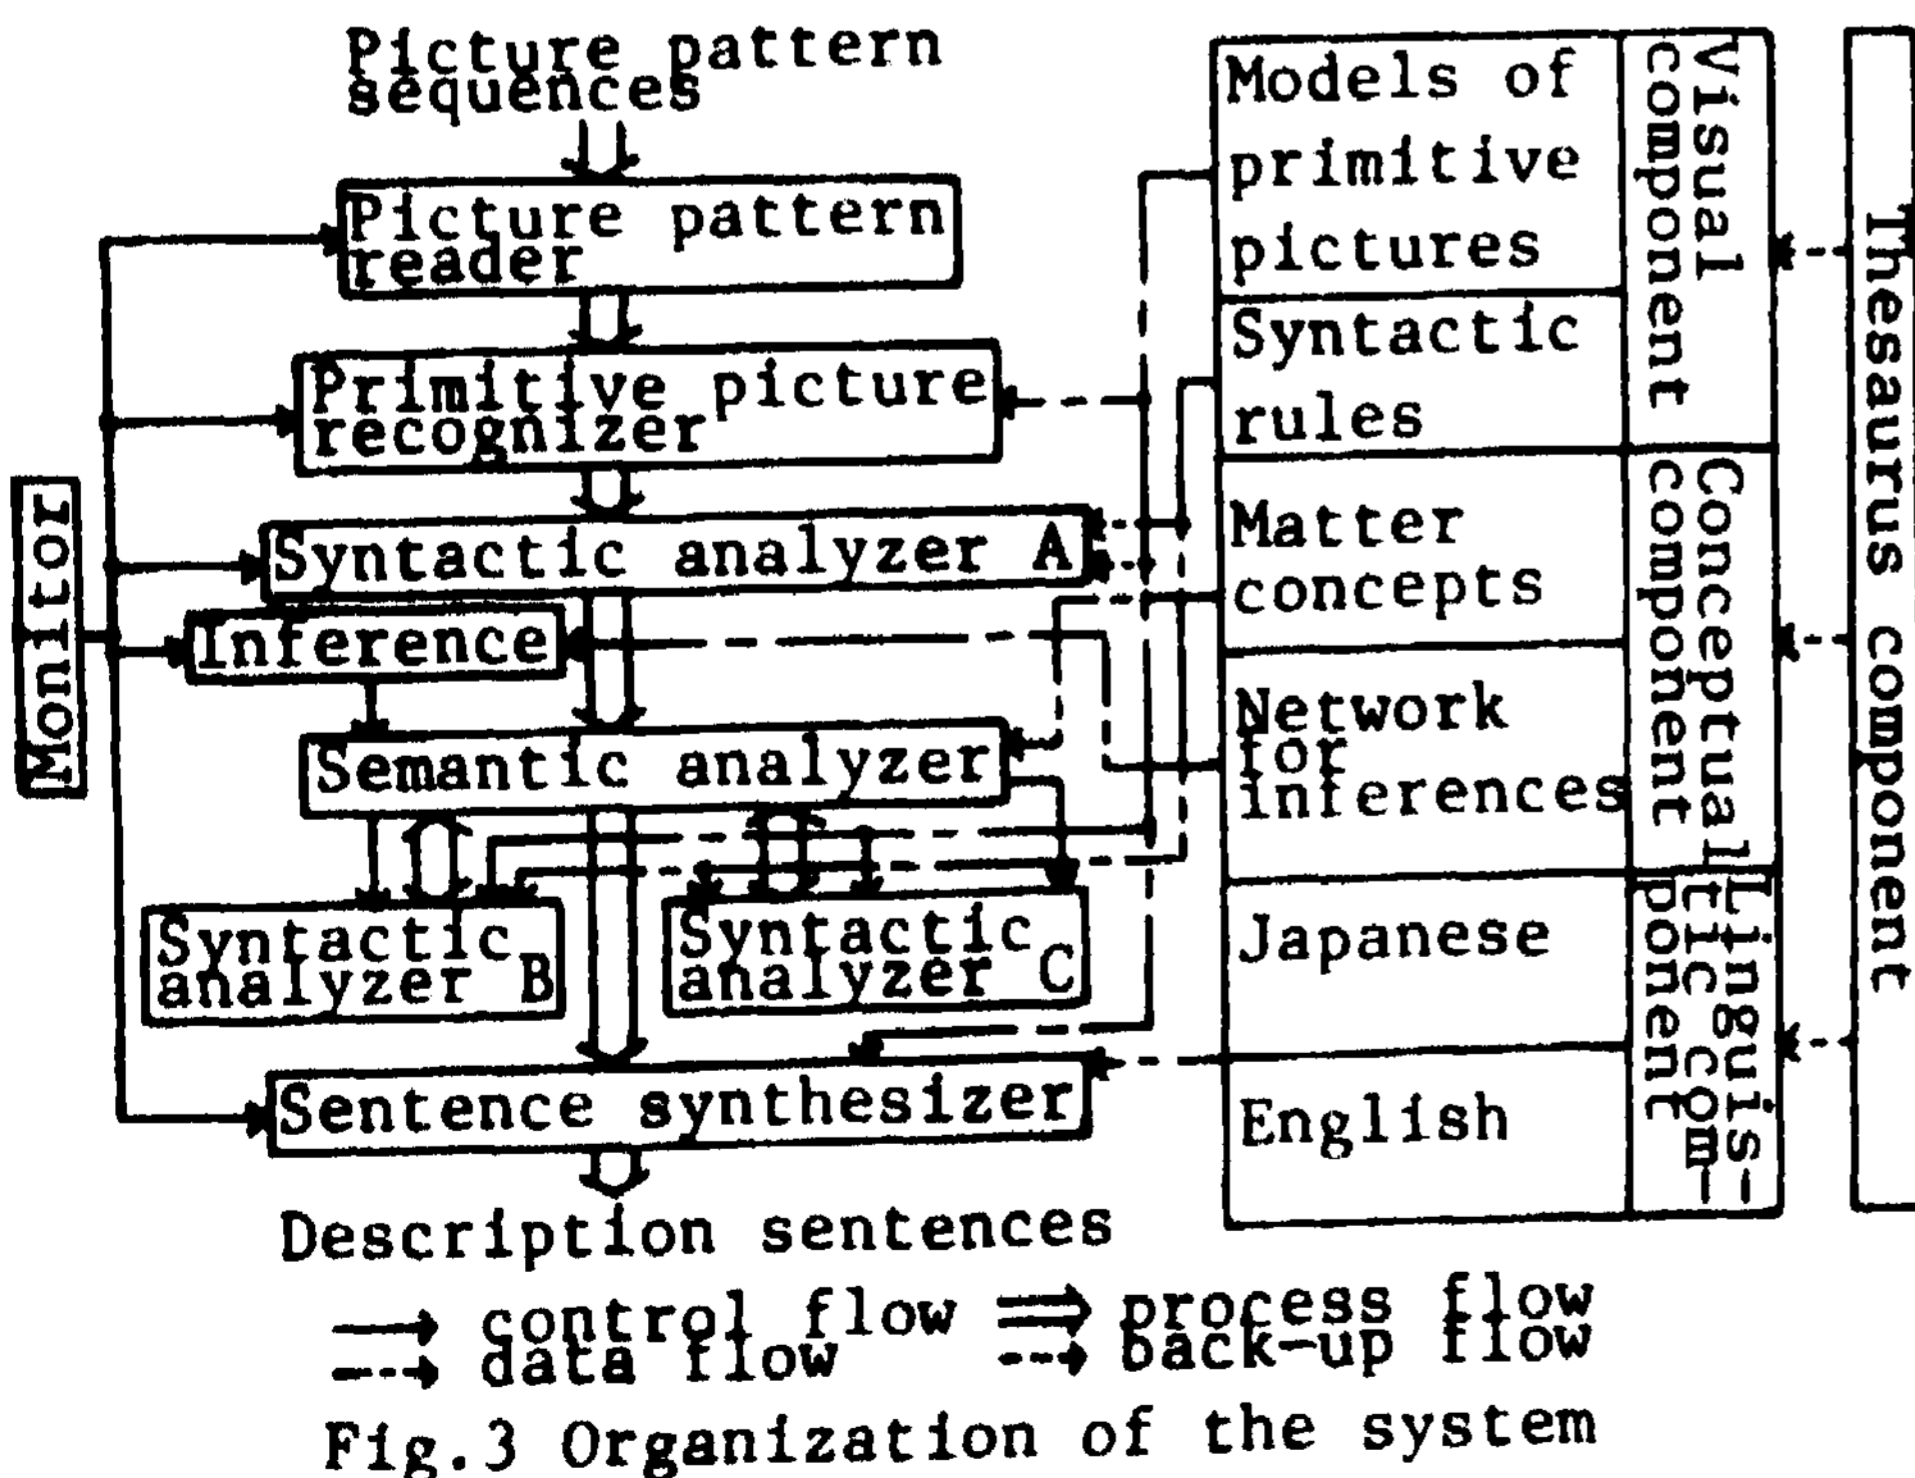 Picture pattern
sequences
Picture pattern
reader
Primitive picture
recognizer
Syntactic analyzer A
Inference
Monitor
Semantic analyzer
Syntactic
analyzer B
Syntactic
analyzer C
Sentence synthesizer
Description sentences
Models of
primitive
pictures
Syntactic
rules
Matter
concepts
Network
for
inferences
Japanese
English
Visual
component
Conceptual
component
Linguis-
tic com-
ponent
Thesaurus component
control flow
process flow
data flow
back-up flow
Fig.3 Organization of the system